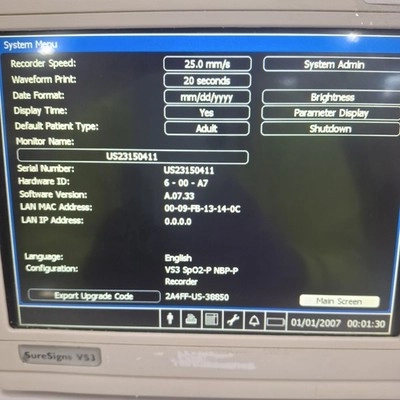 System Menu
Recorder Speed: 25.0 mm/s System Admin
Waveform Print: 20 seconds
Date Format: mm/dd/yyyy Brightness
Display Time: Yes Parameter Display
Default Patient Type: Adult Shutdown
Monitor Name:
US23150411
Serial Number: US23150411
Hardware ID: 6 - 00 - A7
Software Version: A.07.33
LAN MAC Address: 00-09-FB-13-14-0C
LAN IP Address: 0.0.0.0
Language: English
Configuration: VS3 SpO2-P NBP-P
Recorder
Export Upgrade Code 2A4FF-US-38850 Main Screen
01/01/2007 00:01:30
SureSigns VS3